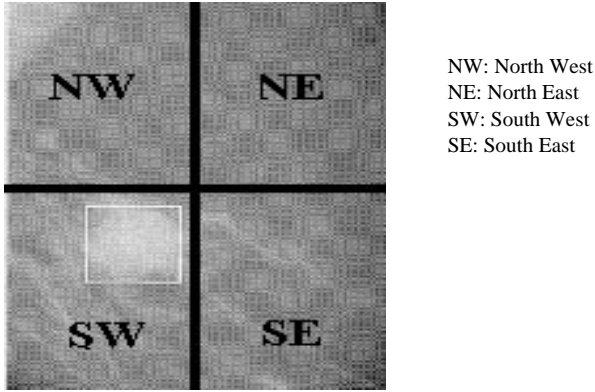 NW
NE
SW
SE
NW: North West
NE: North East
SW: South West
SE: South East